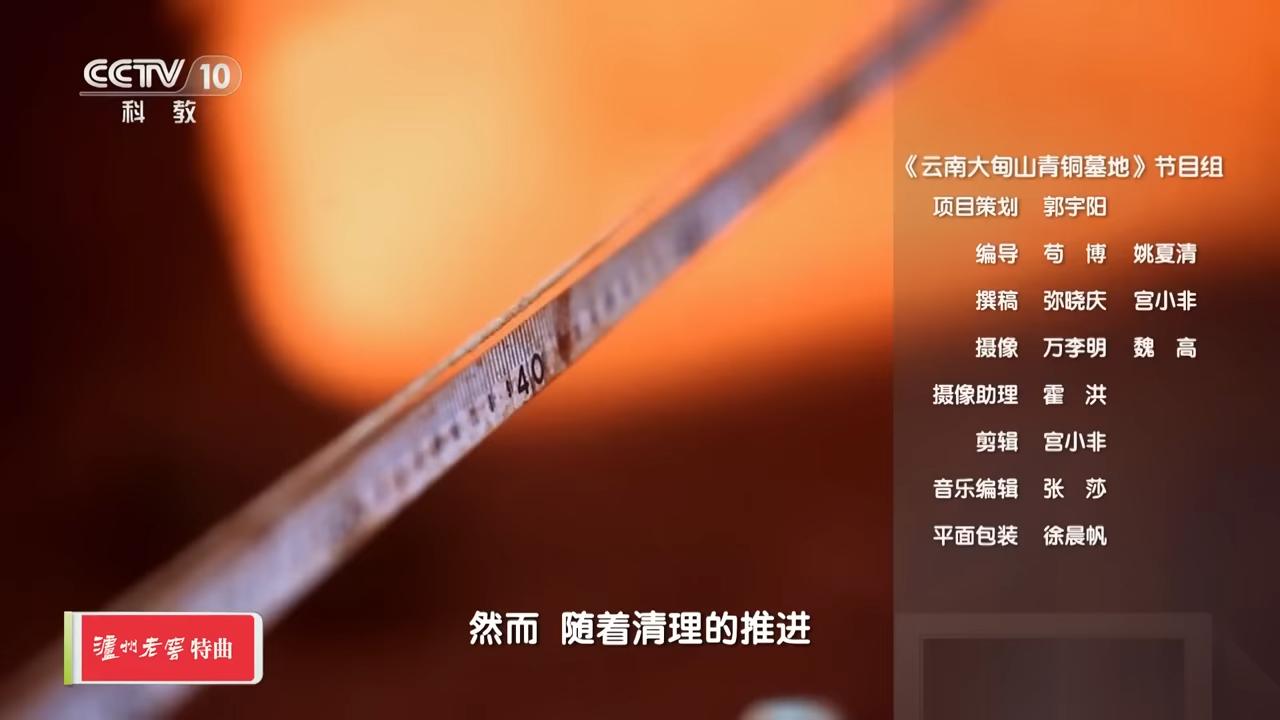 CCTV 10
科教
《云南大甸山青铜墓地》节目组
项目策划 郭宇阳
编导 苟 博 姚夏清
撰稿 弥晓庆 宫小非
摄像 万李明 魏 高
摄像助理 霍 洪
剪辑 宫小非
音乐编辑 张 莎
平面包装 徐晨帆
40
然而 随着清理的推进
泸州老窖特曲